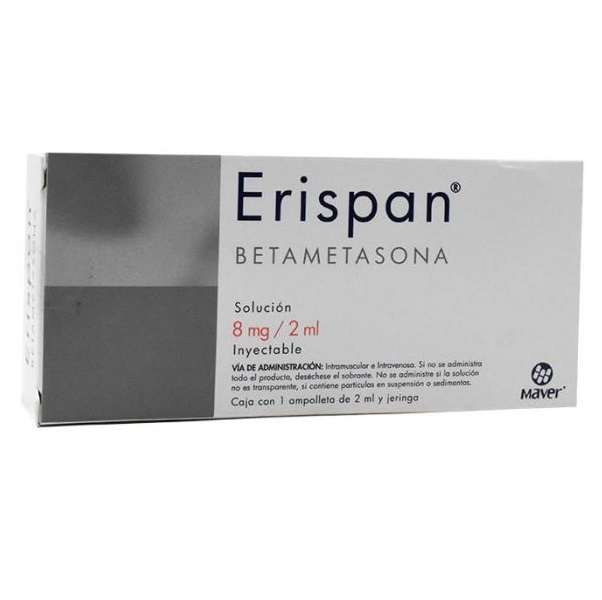 Erispan®
BETAMETASONA
Solución
8 mg / 2 ml
Inyectable
VÍA DE ADMINISTRACIÓN: Intramuscular e Intravenosa. Si no se administra
todo el producto, deséchese el sobrante. No se administre si la solución
no es transparente, si contiene partículas en suspensión o sedimentos.
Caja con 1 ampolleta de 2 ml y jeringa
Maver®
Erispan
BETAMETASONA